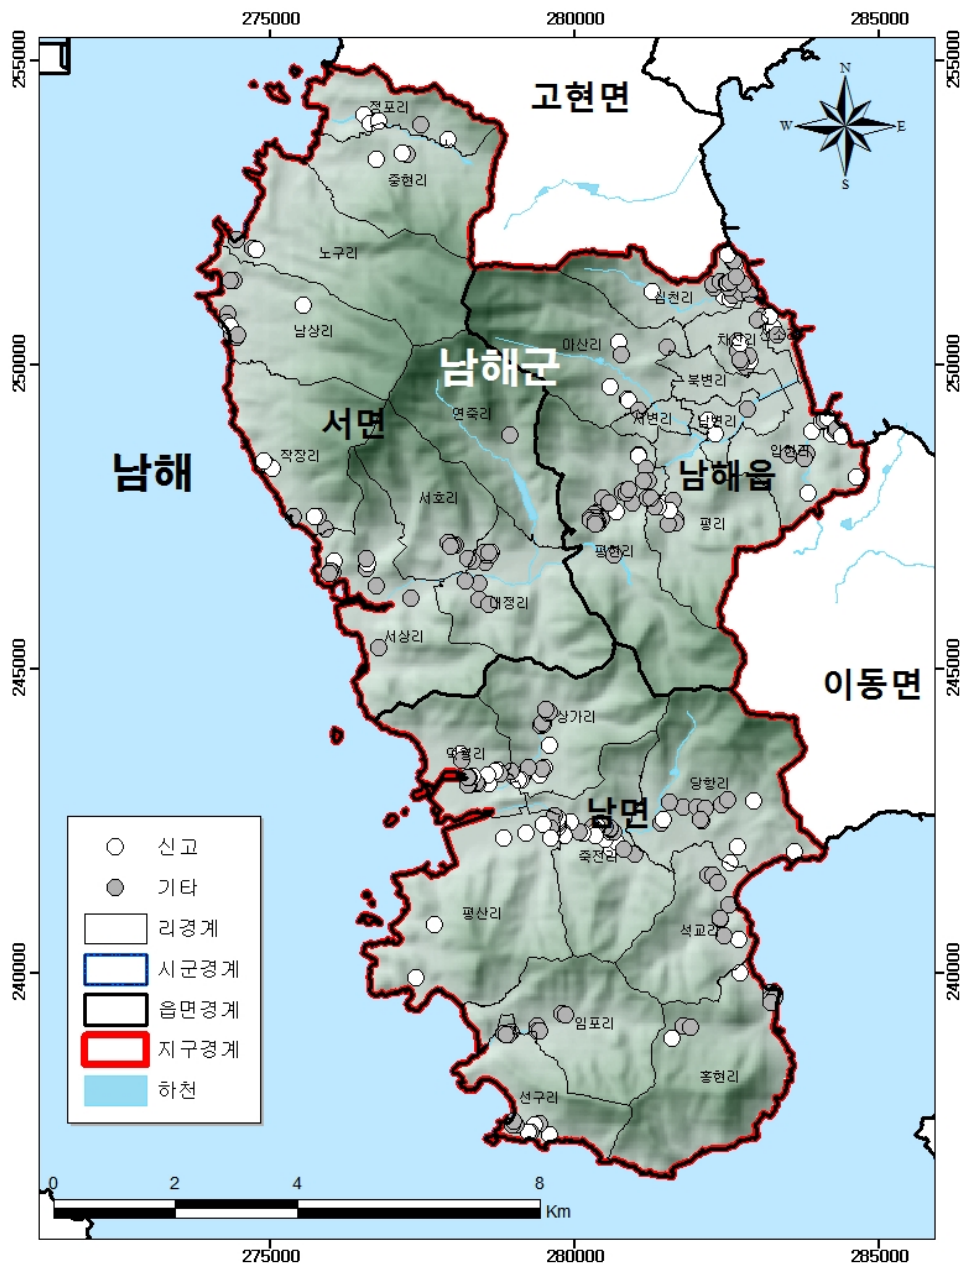 275000
280000
285000
255000
255000
고현면
N
W
E
S
정포리
중현리
노구리
심천리
남상리
아산리
차산리
선소리
250000
250000
남해군
북변리
연죽리
서변리
남변리
서면
입현리
작장리
남해
남해읍
서호리
평리
평현리
대정리
서상리
245000
245000
이동면
상가리
덕월리
당항리
남면
죽전리
신고
기타
평산리
리경계
석교리
시군경계
240000
240000
읍면경계
임포리
지구경계
홍현리
하천
선구리
0
2
4
8
Km
275000
280000
285000